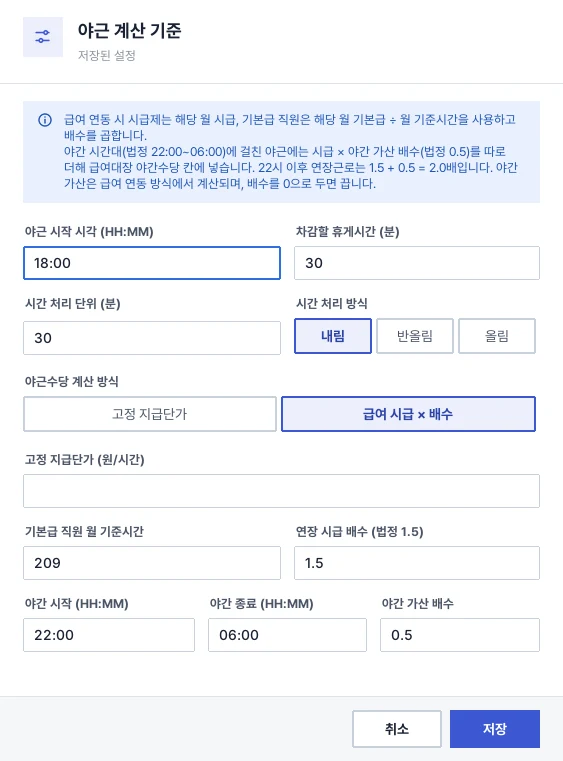 야근 계산 기준
저장된 설정
급여 연동 시 시급제는 해당 월 시급, 기본급 직원은 해당 월 기본급 ÷ 월 기준시간을 사용하고
배수를 곱합니다.
야간 시간대(법정 22:00~06:00)에 걸친 야근에는 시급 × 야간 가산 배수(법정 0.5)를 따로
더해 급여대장 야간수당 칸에 넣습니다. 22시 이후 연장근로는 1.5 + 0.5 = 2.0배입니다. 야간
가산은 급여 연동 방식에서 계산되며, 배수를 0으로 두면 끕니다.
야근 시작 시각 (HH:MM) 차감할 휴게시간 (분)
18:00 30
시간 처리 단위 (분) 시간 처리 방식
30 내림 반올림 올림
야근수당 계산 방식
고정 지급단가 급여 시급 × 배수
고정 지급단가 (원/시간)
기본급 직원 월 기준시간 연장 시급 배수 (법정 1.5)
209 1.5
야간 시작 (HH:MM) 야간 종료 (HH:MM) 야간 가산 배수
22:00 06:00 0.5
취소 저장